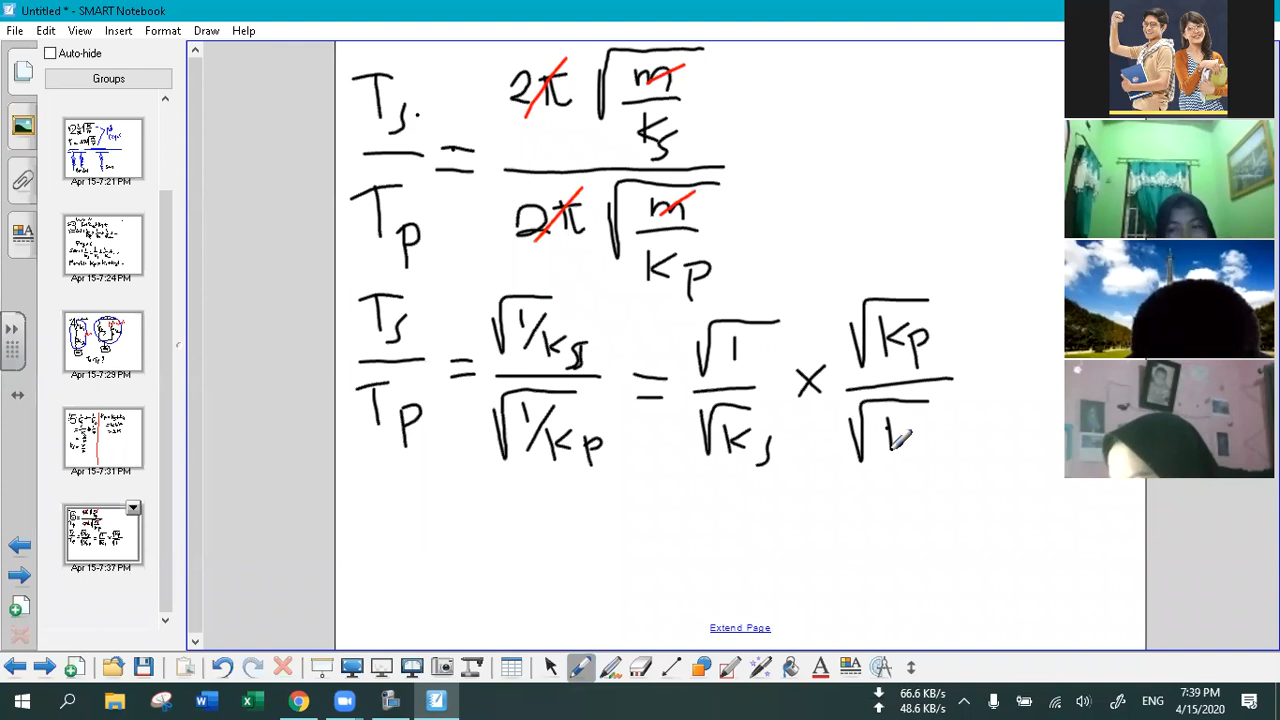 Untitled * - SMART Notebook
File Edit View Insert Format Draw Help
Auto-hide
Groups
Apr 15-7:21 PM
Apr 15-7:24 PM
Apr 15-7:29 PM
Apr 15-7:31 PM
Apr 15-7:37 PM
Ts. / Tp = 2π √(m/ks) / 2π √(m/kp)
Ts / Tp = √(1/ks) / √(1/kp) = √1 / √ks × √kp / √1
Extend Page
66.6 KB/s
48.6 KB/s
ENG
7:39 PM
4/15/2020